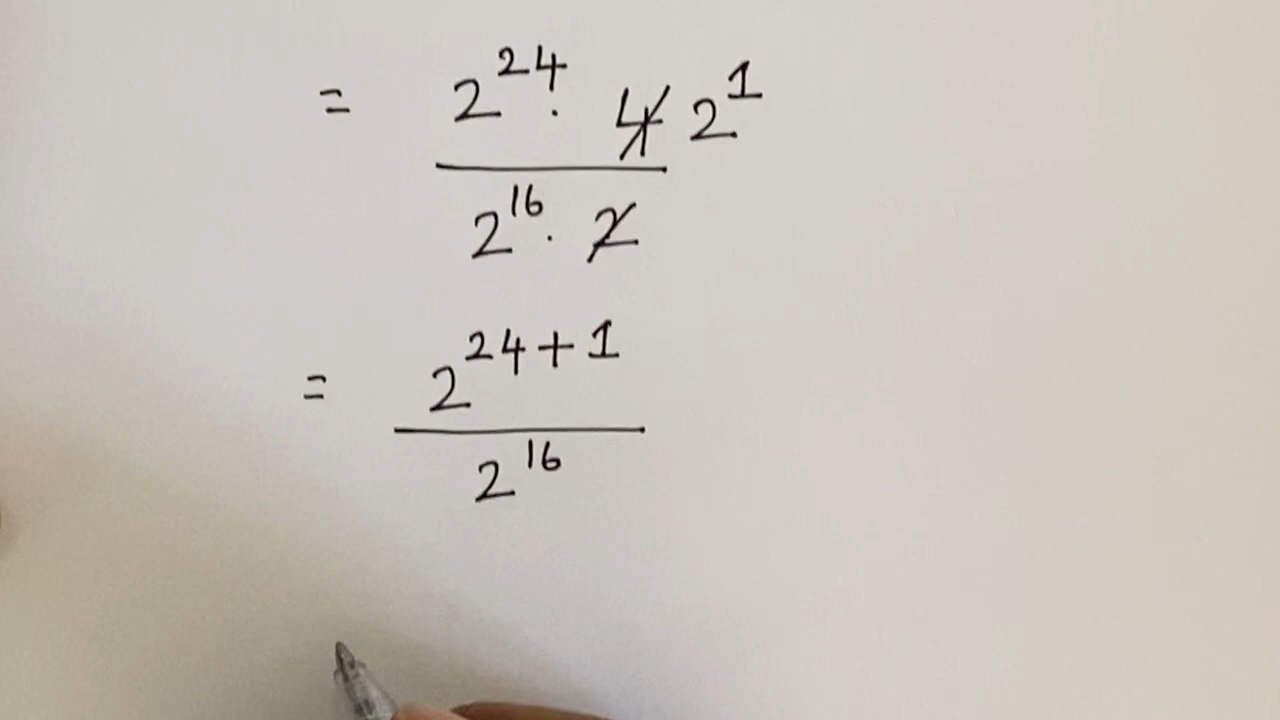 = 2^24 · 4 2^1
2^16 · 2
= 2^24+1
2^16